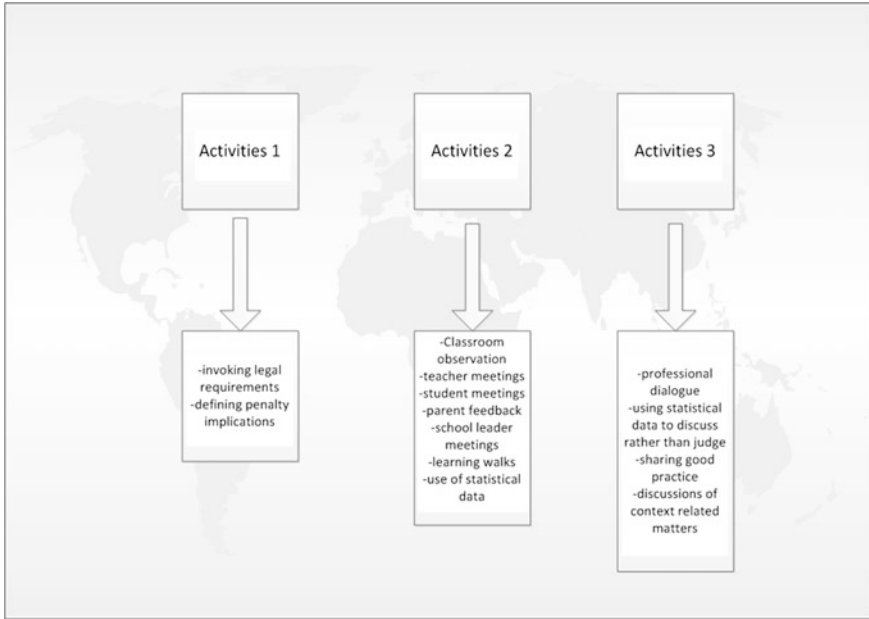 Activities 1
Activities 2
Activities 3
-invoking legal
requirements
-defining penalty
implications
-Classroom
observation
-teacher meetings
-student meetings
-parent feedback
-school leader
meetings
-learning walks
-use of statistical
data
-professional
dialogue
-using statistical
data to discuss
rather than judge
-sharing good
practice
-discussions of
context related
matters